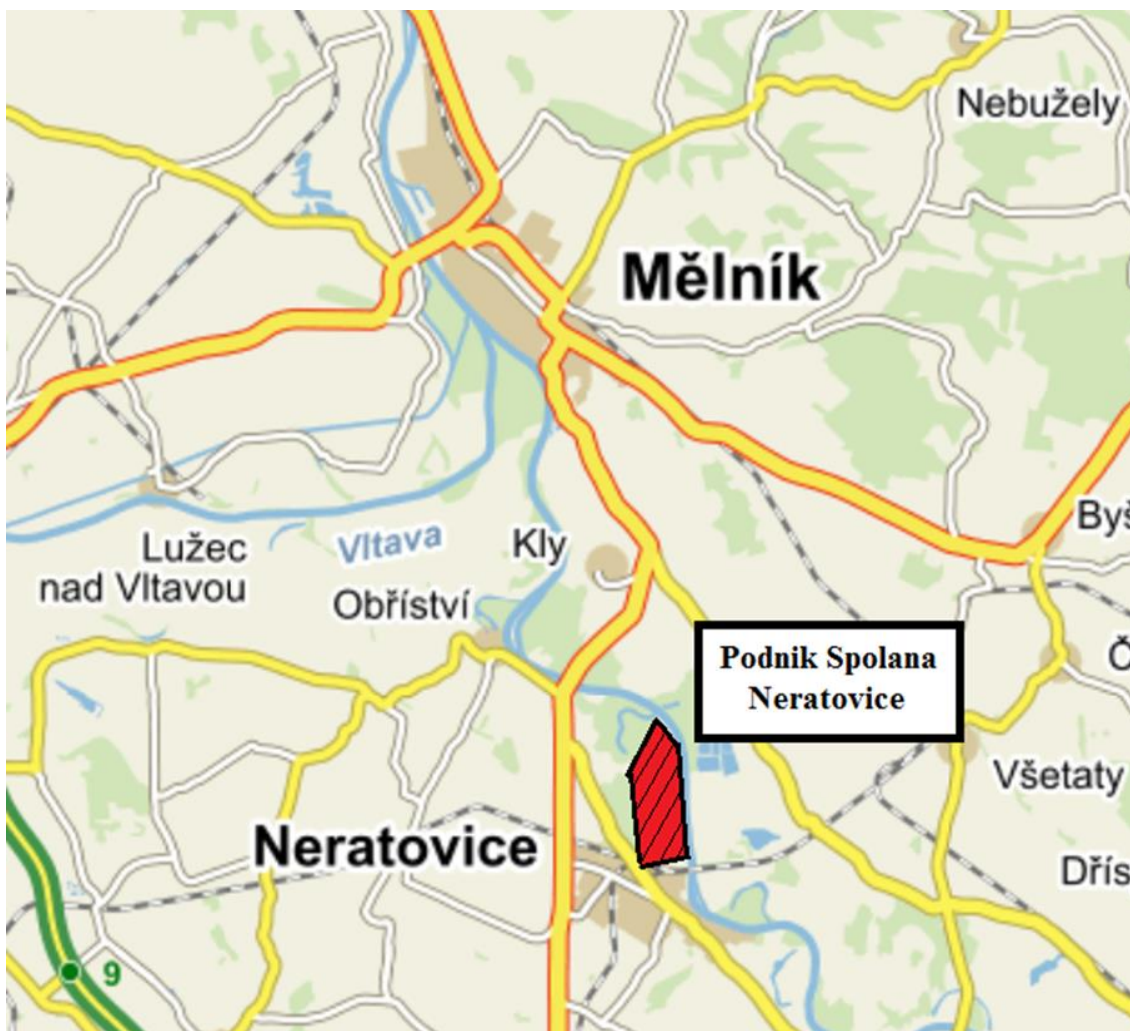 Nebužely
Mělník
Byš
Vltava
Kly
Lužec
nad Vltavou
Obříství
Podnik Spolana
Neratovice
Č
Všetaty
Neratovice
Dřís
9